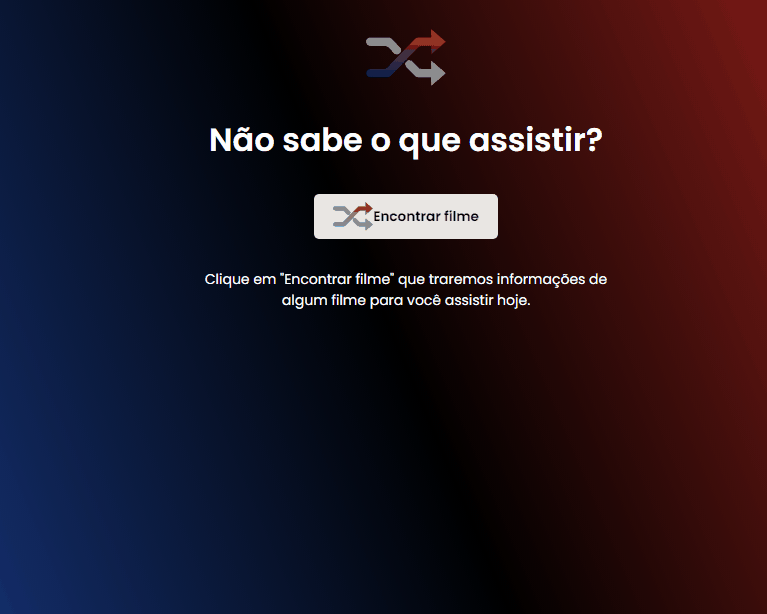 Não sabe o que assistir?
Encontrar filme
Clique em "Encontrar filme" que traremos informações de
algum filme para você assistir hoje.